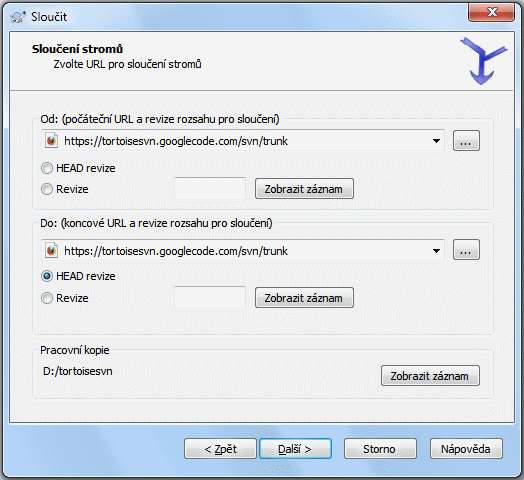 Sloučit
Sloučení stromů
Zvolte URL pro sloučení stromů
Od: (počáteční URL a revize rozsahu pro sloučení)
https://tortoisesvn.googlecode.com/svn/trunk
...
HEAD revize
Revize
Zobrazit záznam
Do: (koncové URL a revize rozsahu pro sloučení)
https://tortoisesvn.googlecode.com/svn/trunk
...
HEAD revize
Revize
Zobrazit záznam
Pracovní kopie
D:/tortoisesvn
Zobrazit záznam
< Zpět
Další >
Storno
Nápověda